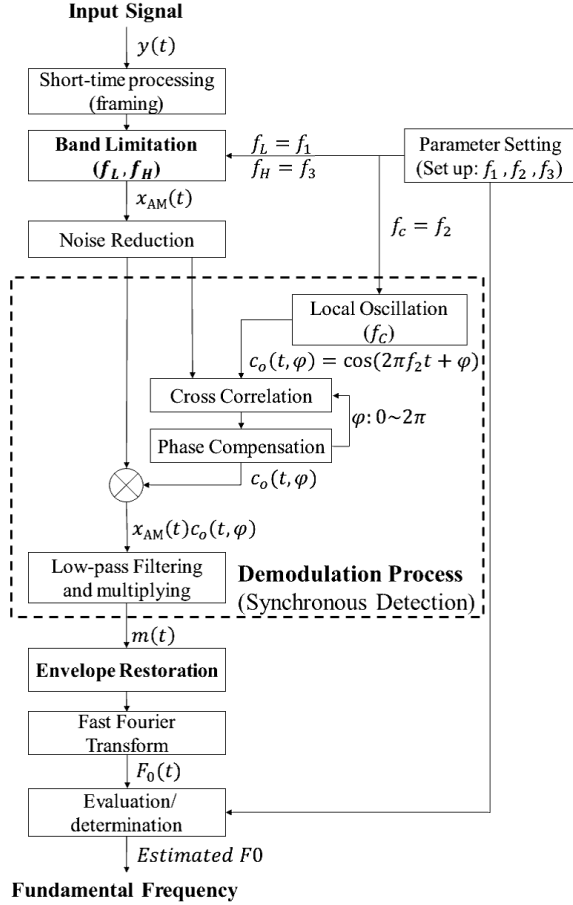 Input Signal
y(t)
Short-time processing
(framing)
Band Limitation
(f_L, f_H)
f_L = f_1
f_H = f_3
Parameter Setting
(Set up: f_1, f_2, f_3)
x_AM(t)
Noise Reduction
f_c = f_2
Local Oscillation
(f_C)
c_o(t,φ) = cos(2πf_2t + φ)
Cross Correlation
φ: 0~2π
Phase Compensation
c_o(t,φ)
x_AM(t)c_o(t,φ)
Low-pass Filtering
and multiplying
Demodulation Process
(Synchronous Detection)
m(t)
Envelope Restoration
Fast Fourier
Transform
F_0(t)
Evaluation/
determination
Estimated F0
Fundamental Frequency